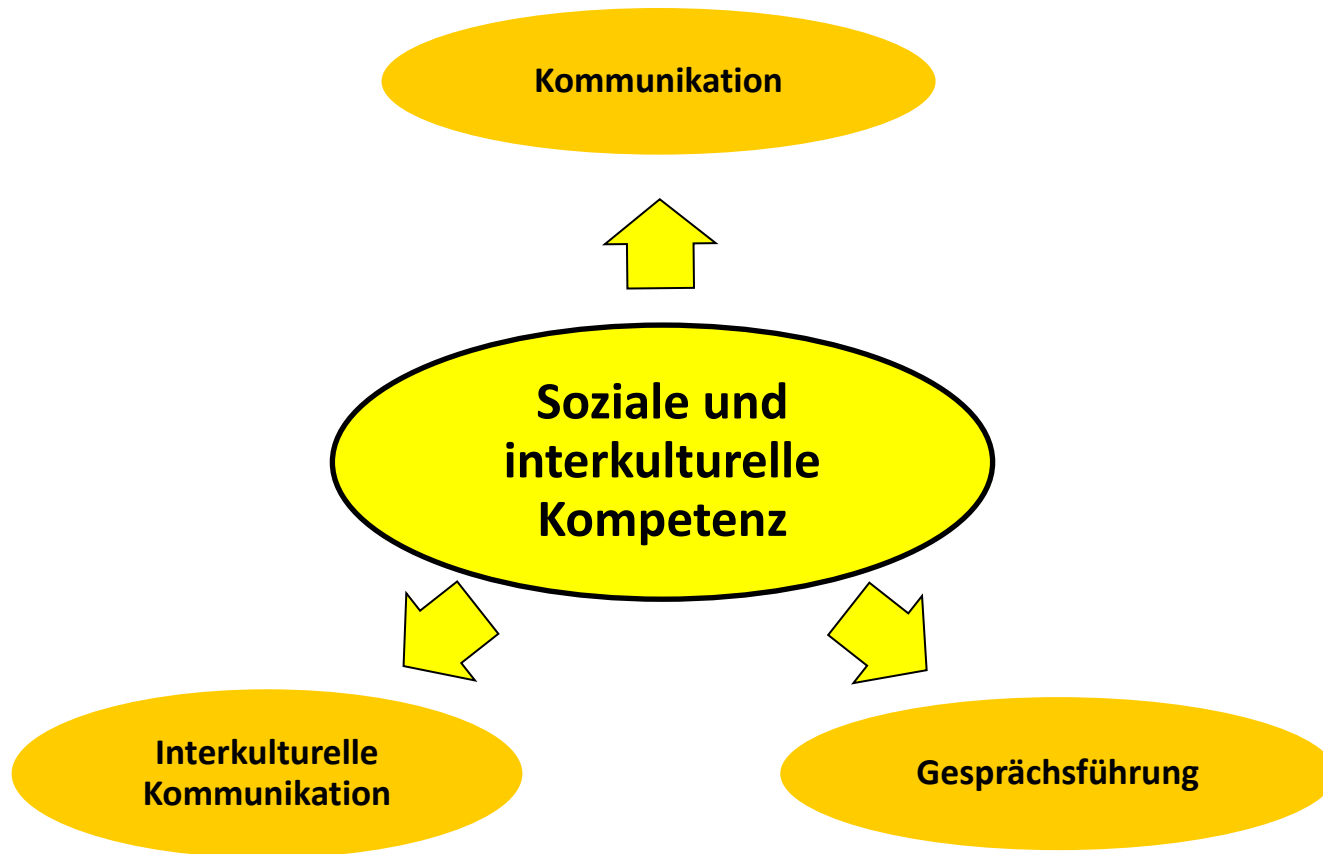 Kommunikation
Soziale und
interkulturelle
Kompetenz
Interkulturelle
Kommunikation
Gesprächsführung